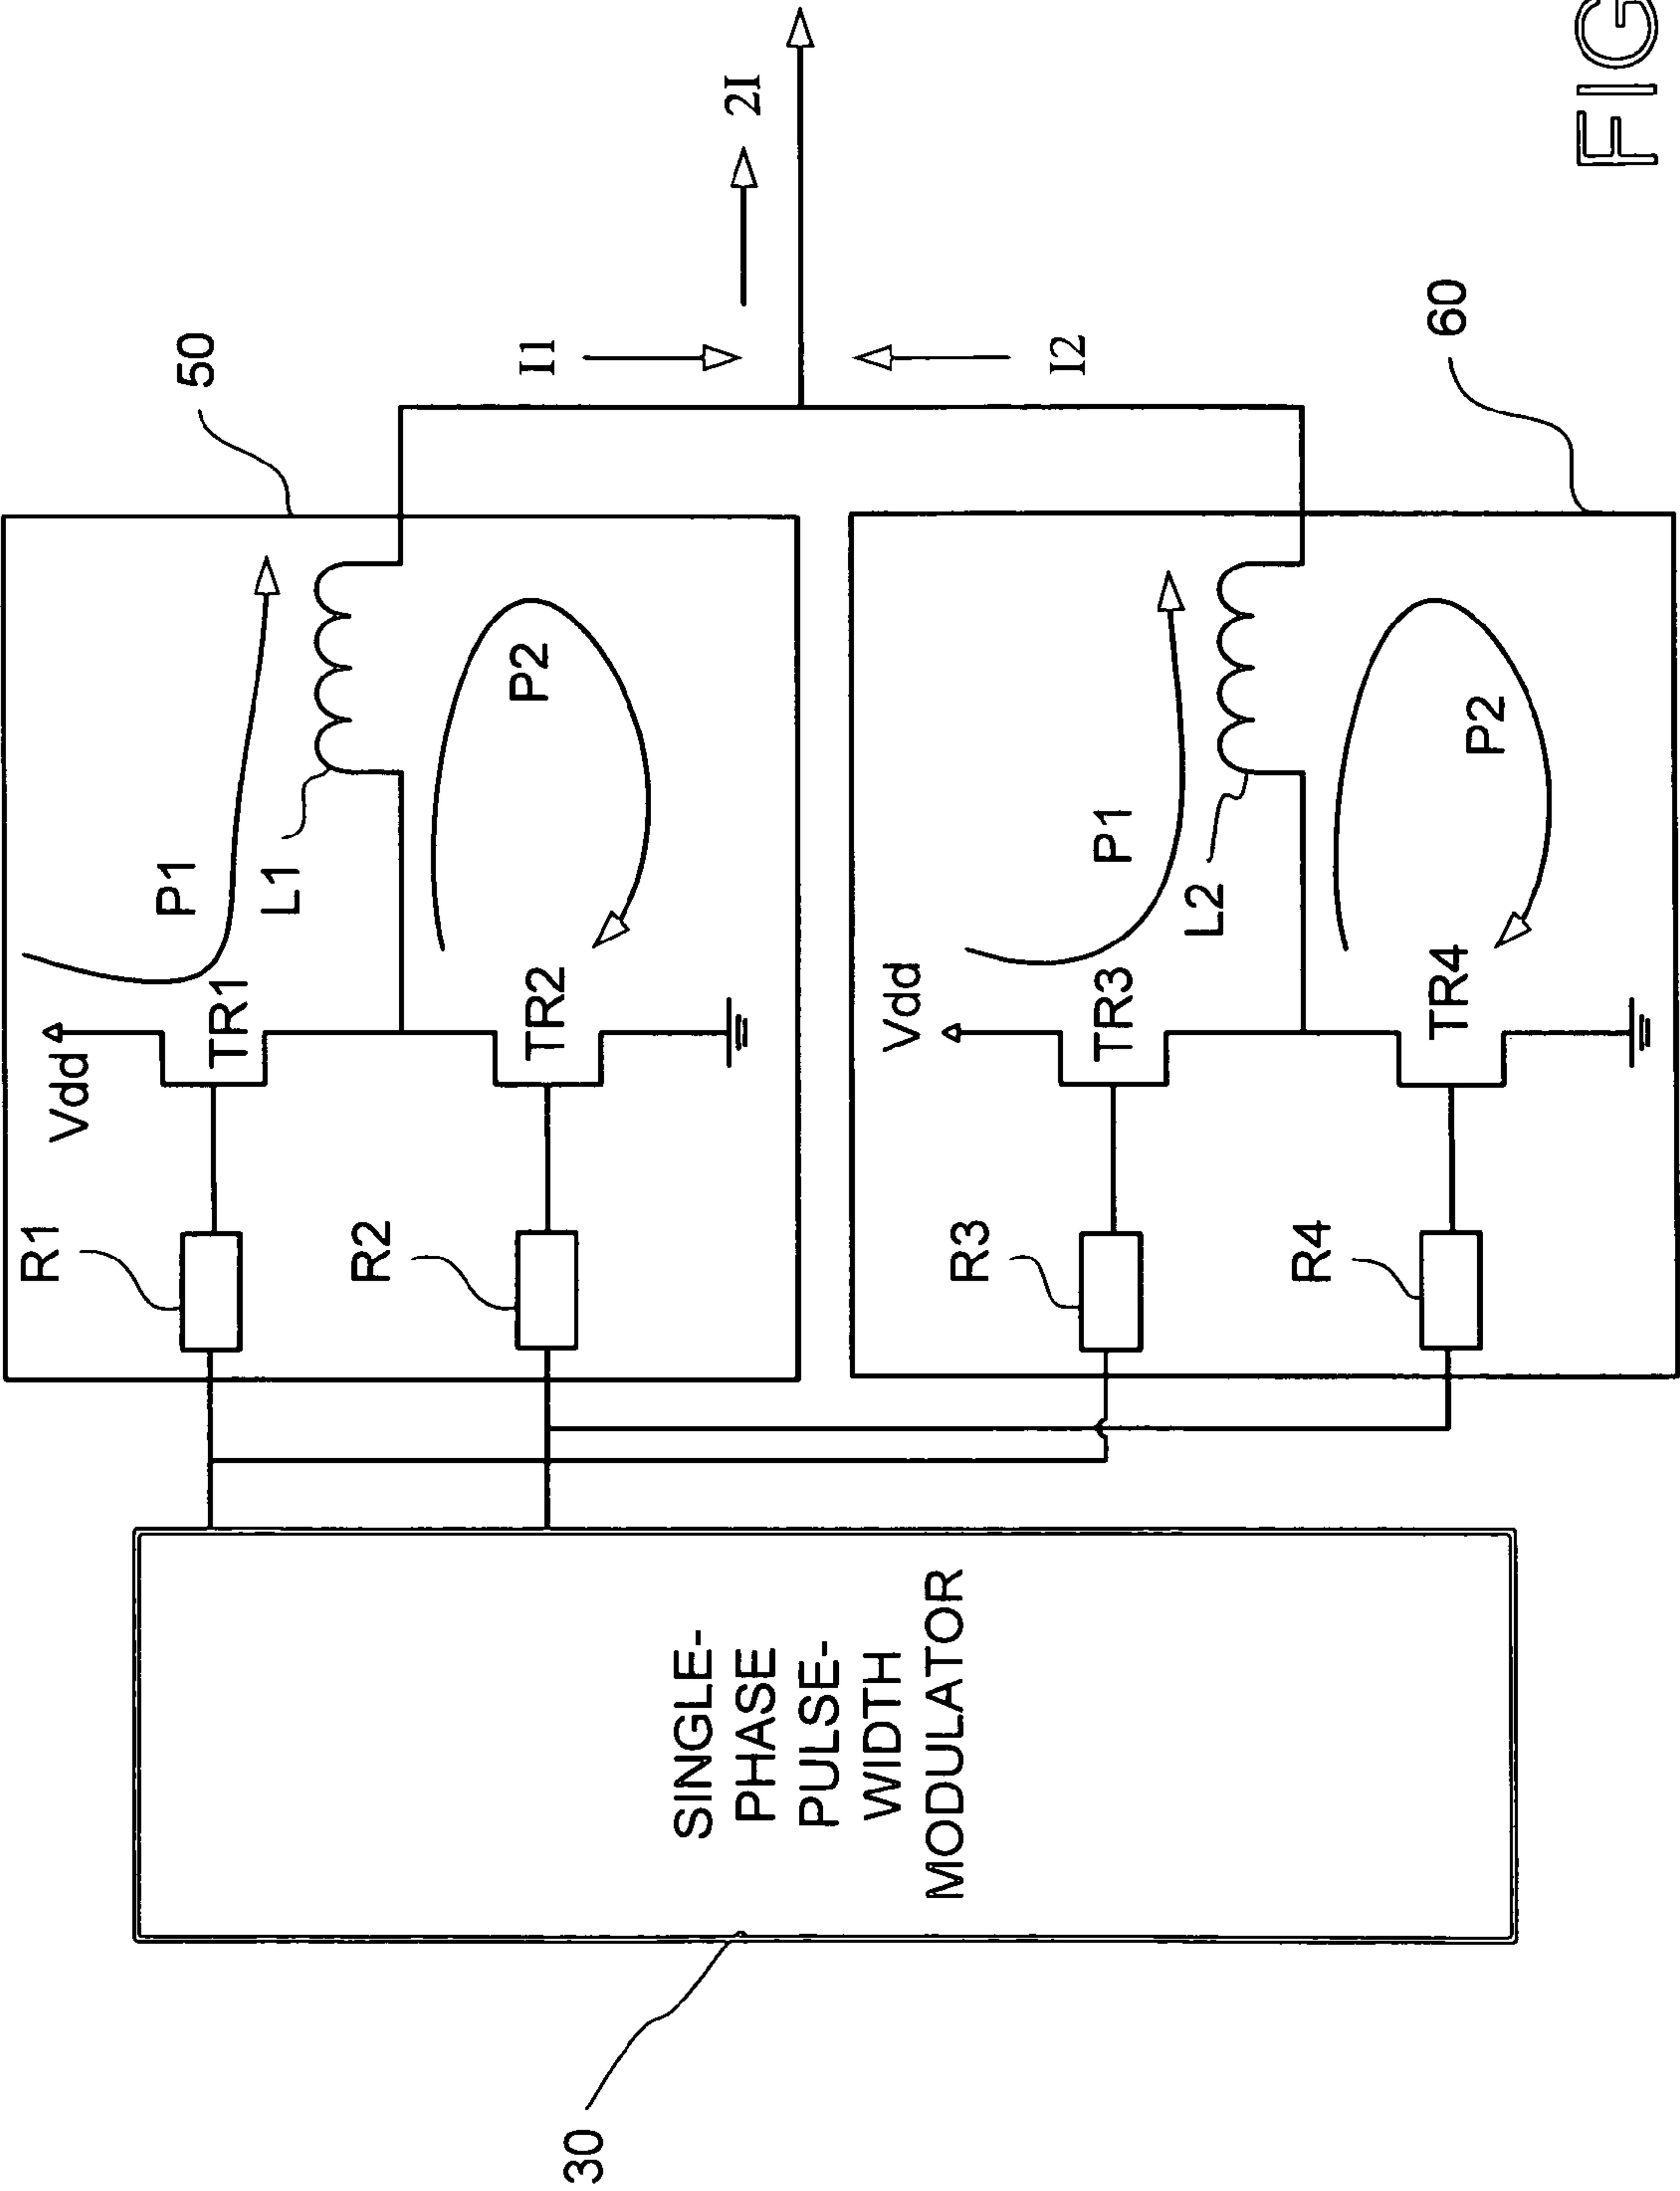 30
SINGLE-
PHASE
PULSE-
WIDTH
MODULATOR
50
R1
Vdd
P1
TR1
L1
R2
TR2
P2
I1
2I
I2
Vdd
R3
TR3
P1
L2
R4
TR4
P2
60
FIG